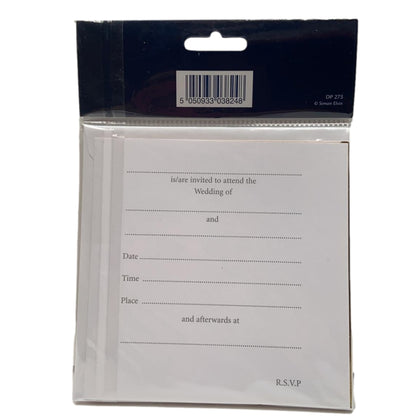 5 050933 038248
DP 275
© Simon Elvin
is/are invited to attend the
Wedding of
and
Date
Time
Place
and afterwards at
R.S.V.P